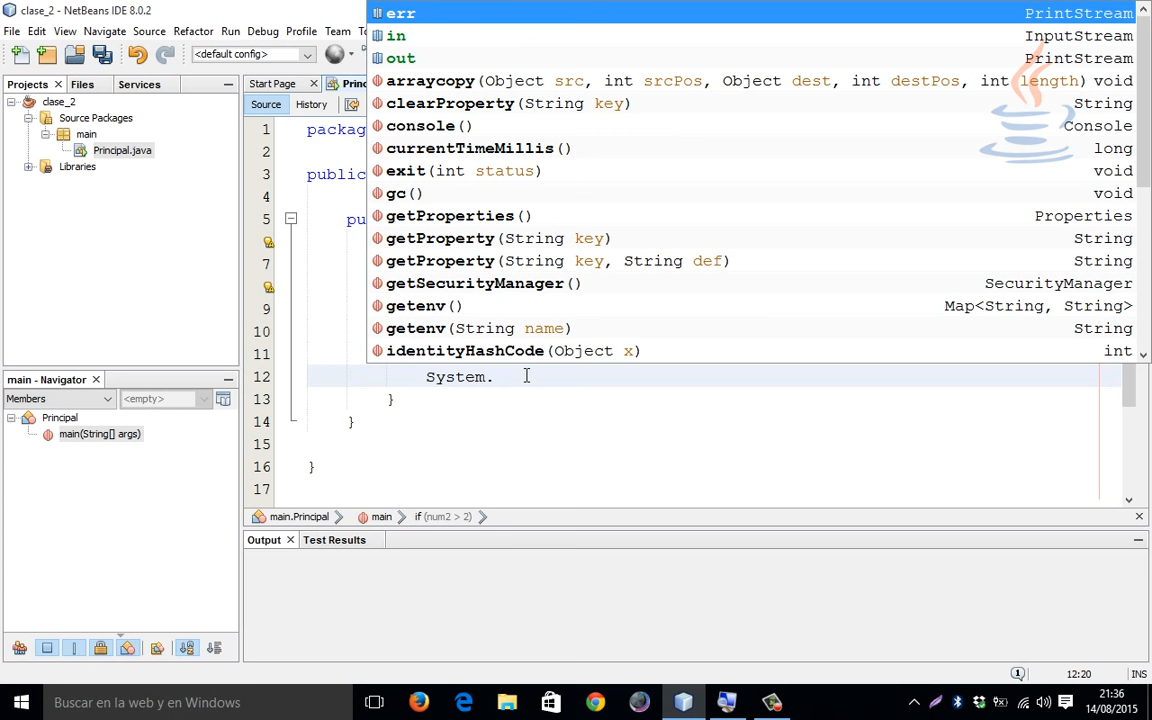 clase_2 - NetBeans IDE 8.0.2
File Edit View Navigate Source Refactor Run Debug Profile Team
<default config>
Projects Files Services
clase_2
Source Packages
main
Principal.java
Libraries
main - Navigator
Members <empty>
Principal
main(String[] args)
Start Page Princ
Source History
1 packag
2
3 public
4
5 pu
7
9
10
11
12 System.
13 }
14 }
15
16 }
17
err PrintStream
in InputStream
out PrintStream
arraycopy(Object src, int srcPos, Object dest, int destPos, int length) void
clearProperty(String key) String
console() Console
currentTimeMillis() long
exit(int status) void
gc() void
getProperties() Properties
getProperty(String key) String
getProperty(String key, String def) String
getSecurityManager() SecurityManager
getenv() Map<String, String>
getenv(String name) String
identityHashCode(Object x) int
main.Principal main if (num2 > 2)
Output Test Results
1 12:20 INS
Buscar en la web y en Windows
21:36
14/08/2015